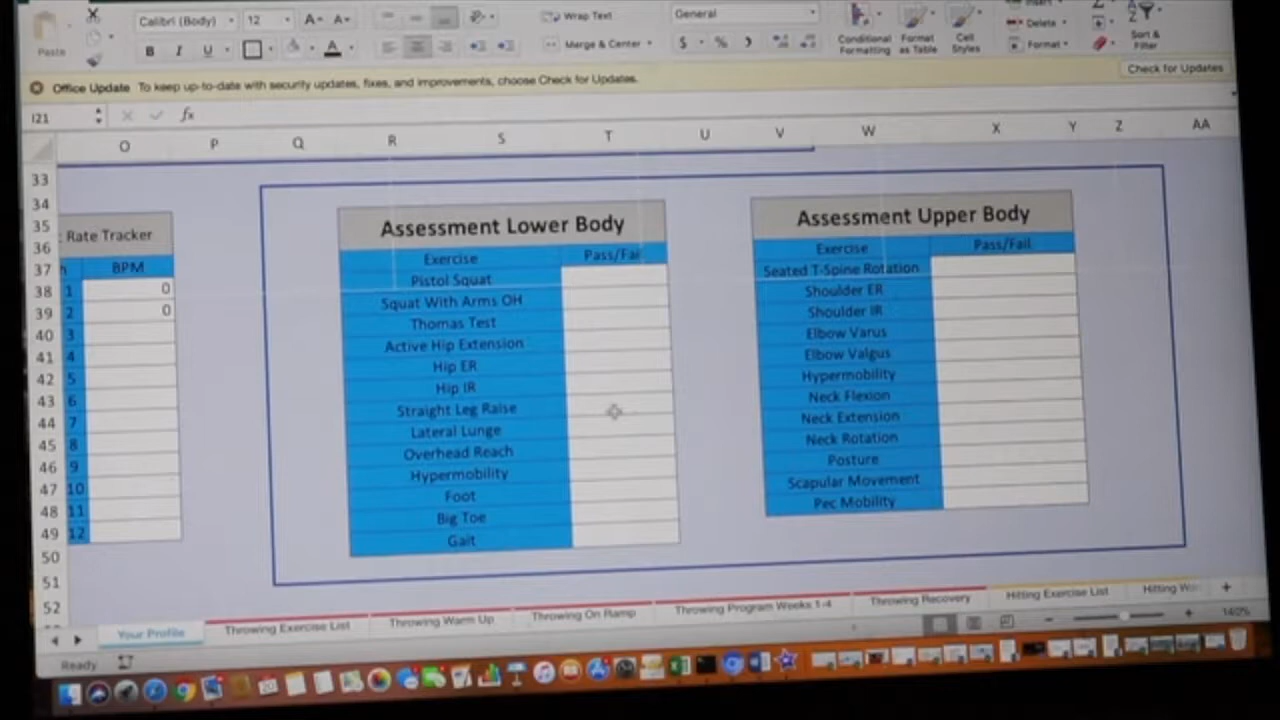 Calibri (Body) 12 A A Wrap Text General
Paste B I U A Merge & Center $ % Conditional Formatting Format as Table Cell Styles Delete Format Sort & Filter
Office Update To keep up-to-date with security updates, fixes, and improvements, choose Check for Updates. Check for Updates
I21 fx
O P Q R S T U V W X Y Z AA
33
34
35
36
37
38
39
40
41
42
43
44
45
46
47
48
49
50
51
52
Rate Tracker
BPM
1 0
2 0
3
4
5
6
7
8
9
10
11
12
Assessment Lower Body
Exercise Pass/Fai
Pistol Squat
Squat With Arms OH
Thomas Test
Active Hip Extension
Hip ER
Hip IR
Straight Leg Raise
Lateral Lunge
Overhead Reach
Hypermobility
Foot
Big Toe
Gait
Assessment Upper Body
Exercise Pass/Fail
Seated T-Spine Rotation
Shoulder ER
Shoulder IR
Elbow Varus
Elbow Valgus
Hypermobility
Neck Flexion
Neck Extension
Neck Rotation
Posture
Scapular Movement
Pec Mobility
Your Profile Throwing Exercise List Throwing Warm Up Throwing On Ramp Throwing Program Weeks 1-4 Throwing Recovery Hitting Exercise List Hitting +
Ready 140%